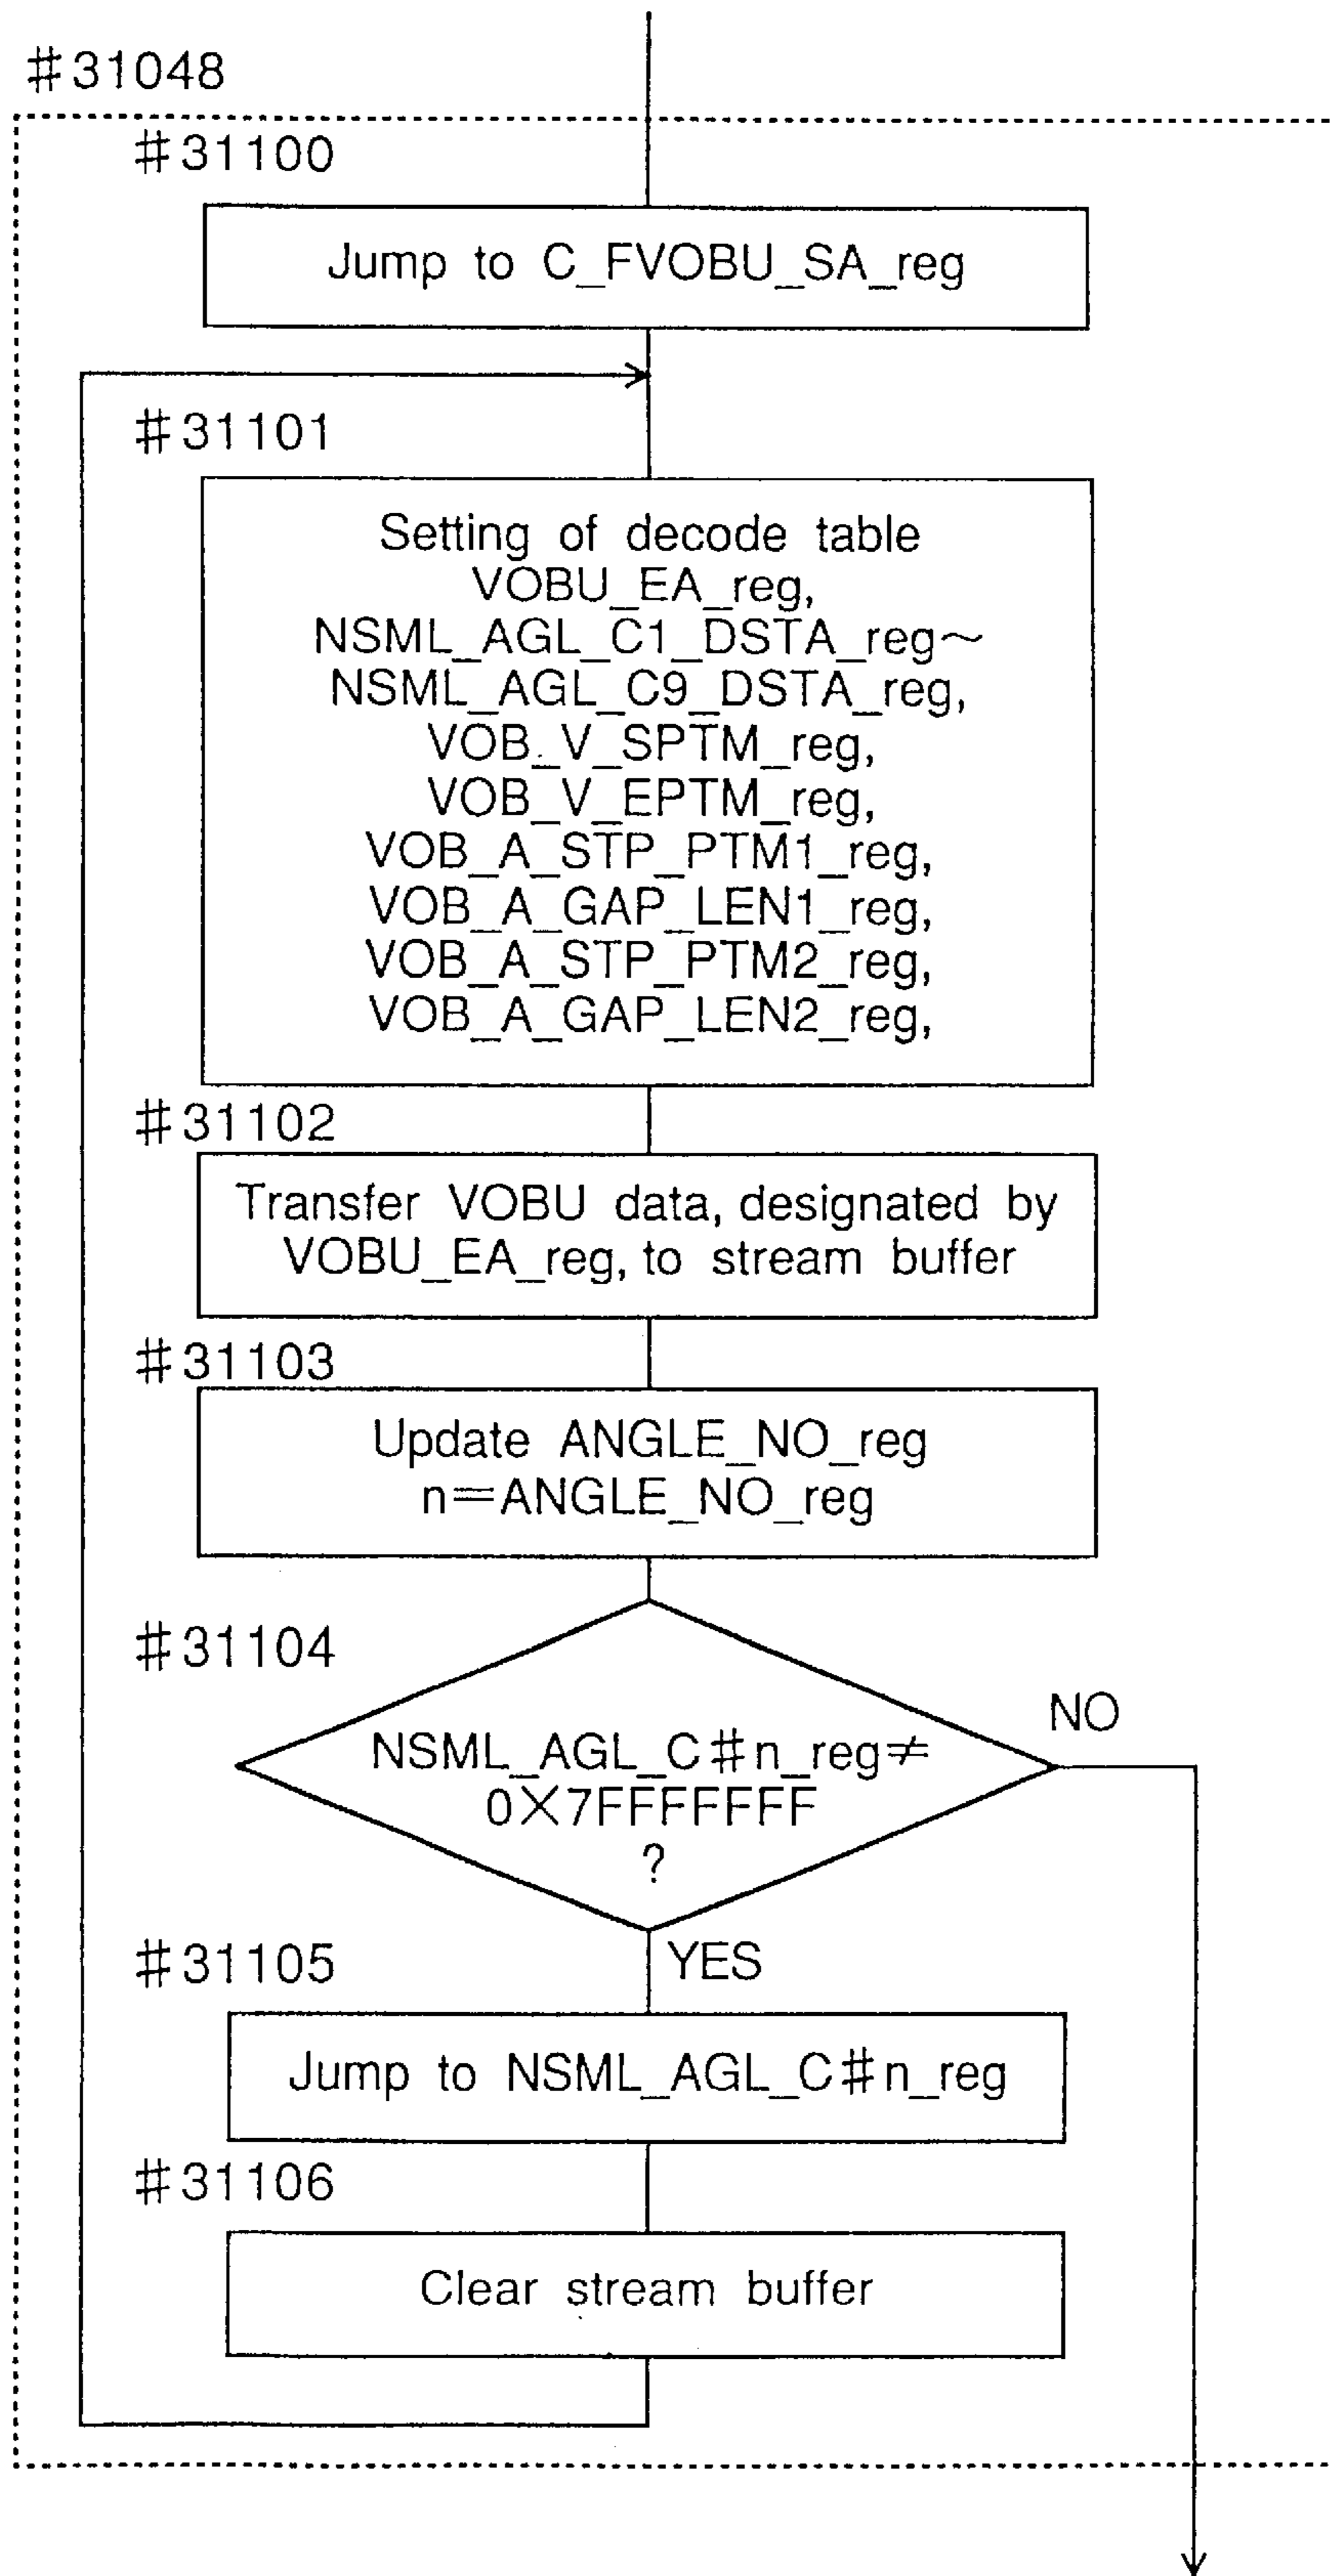 #31048
#31100
Jump to C_FVOBU_SA_reg
#31101
Setting of decode table
VOBU_EA_reg,
NSML_AGL_C1_DSTA_reg~
NSML_AGL_C9_DSTA_reg,
VOB_V_SPTM_reg,
VOB_V_EPTM_reg,
VOB_A_STP_PTM1_reg,
VOB_A_GAP_LEN1_reg,
VOB_A_STP_PTM2_reg,
VOB_A_GAP_LEN2_reg,
#31102
Transfer VOBU data, designated by
VOBU_EA_reg, to stream buffer
#31103
Update ANGLE_NO_reg
n=ANGLE_NO_reg
#31104
NO
NSML_AGL_C#n_reg≠
0X7FFFFFFF
?
#31105
YES
Jump to NSML_AGL_C#n_reg
#31106
Clear stream buffer